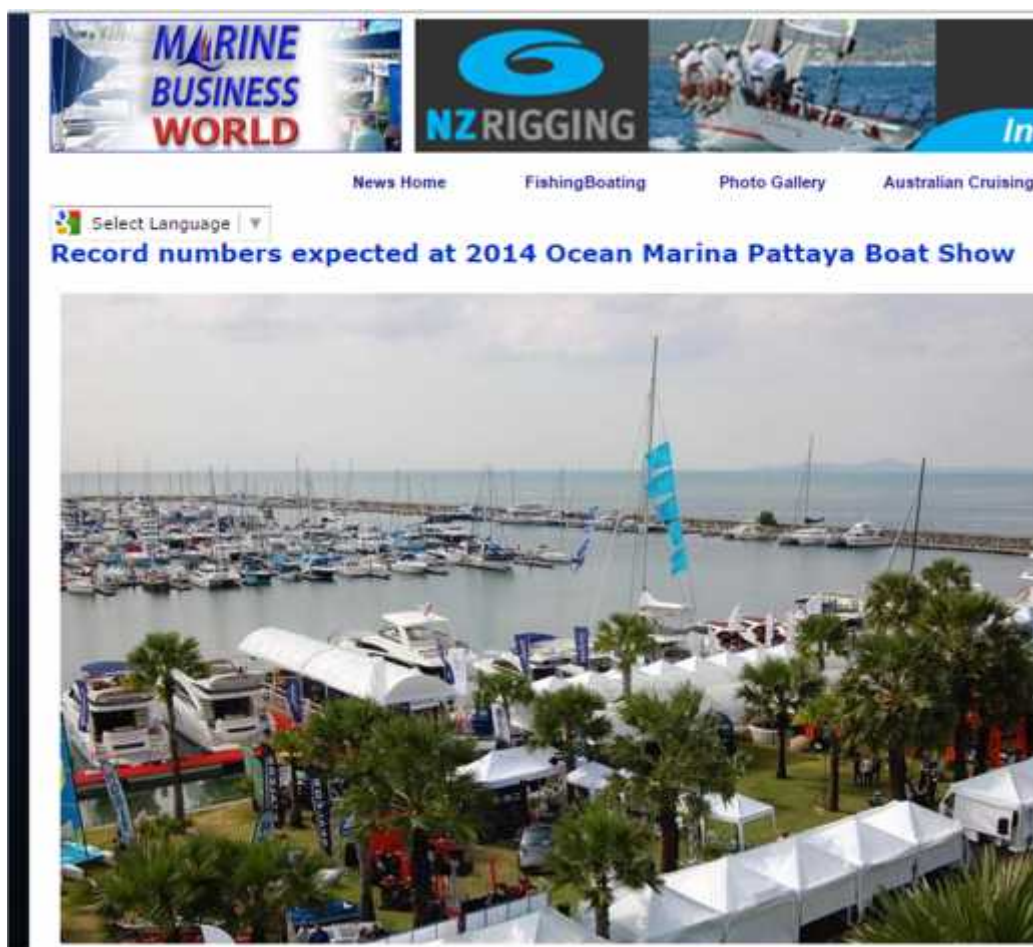 MARINE
BUSINESS
WORLD
NZRIGGING
In
News Home FishingBoating Photo Gallery Australian Cruising
Select Language
Record numbers expected at 2014 Ocean Marina Pattaya Boat Show